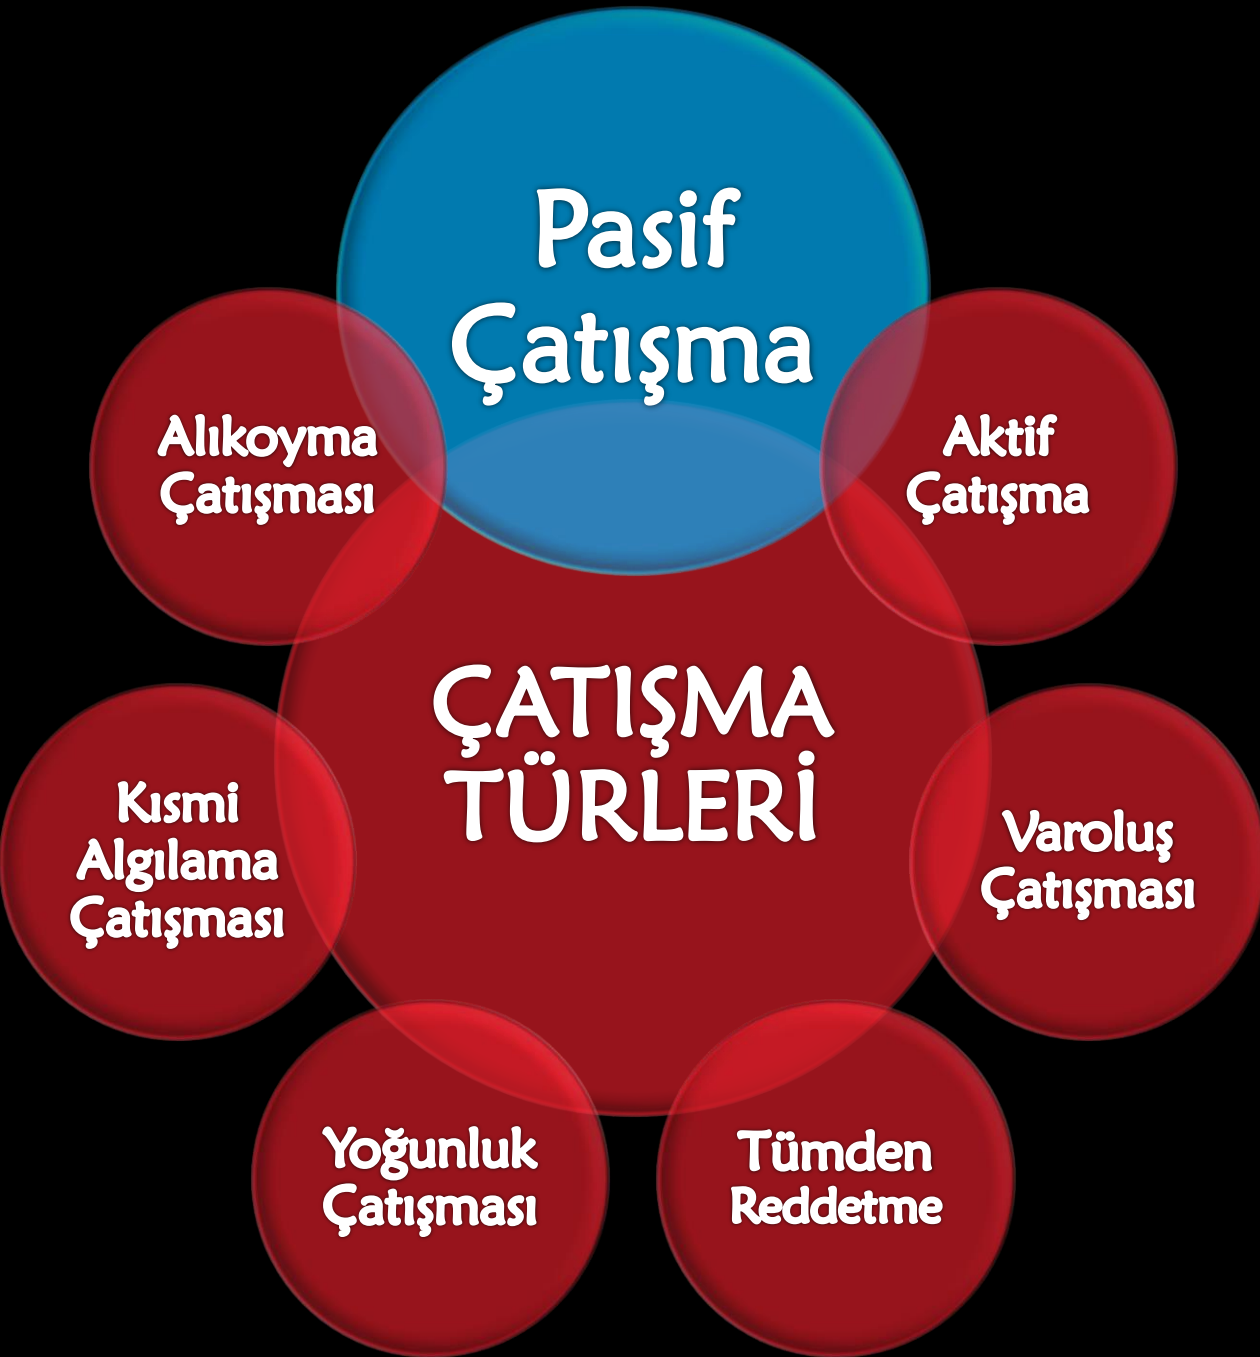 Pasif
Çatışma
Alıkoyma
Çatışması
Aktif
Çatışma
ÇATIŞMA
TÜRLERİ
Kısmi
Algılama
Çatışması
Varoluş
Çatışması
Yoğunluk
Çatışması
Tümden
Reddetme